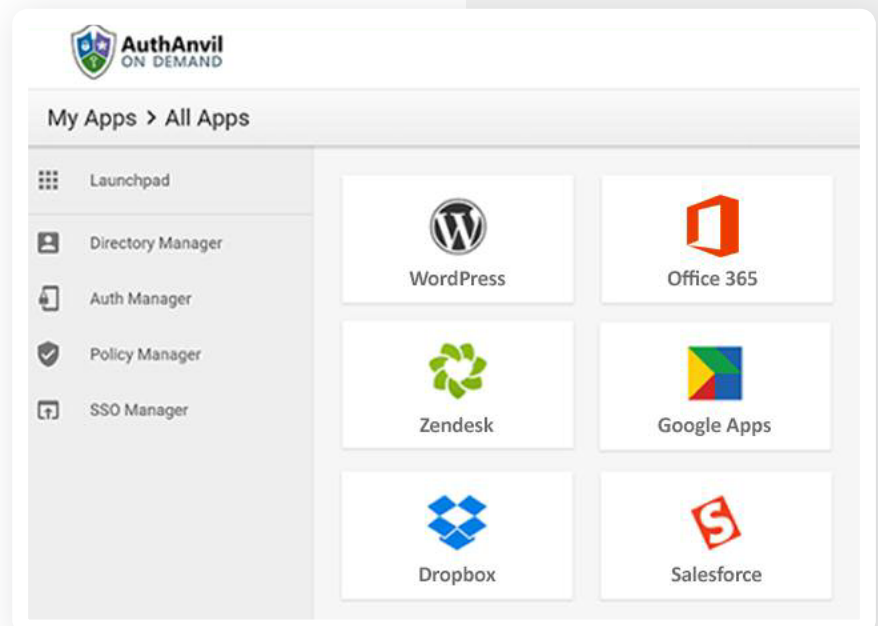 AuthAnvil
ON DEMAND
My Apps > All Apps
Launchpad
Directory Manager
Auth Manager
Policy Manager
SSO Manager
WordPress
Office 365
Zendesk
Google Apps
Dropbox
Salesforce